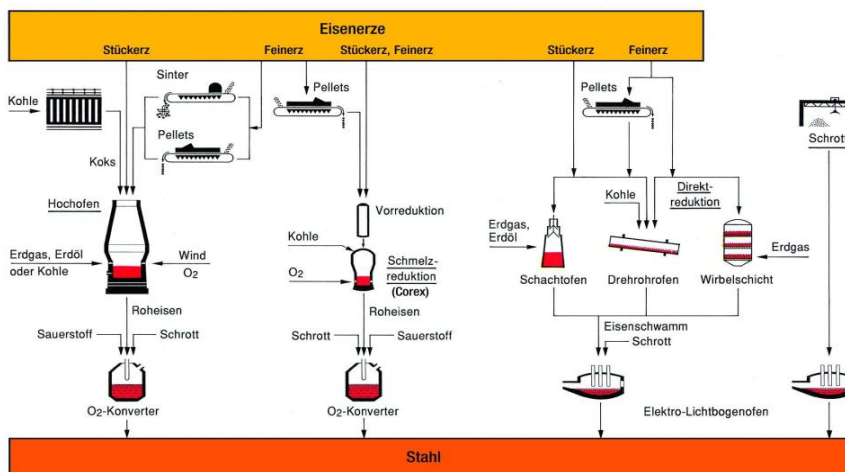 Eisenerze
Stückerz
Feinerz
Stückerz, Feinerz
Stückerz
Feinerz
Sinter
Pellets
Pellets
Kohle
Pellets
Schrott
Koks
Hochofen
Vorreduktion
Kohle
Direkt-
reduktion
Erdgas,
Erdöl
Kohle
Erdgas, Erdöl
oder Kohle
Wind
O2
O2
Schmelz-
reduktion
(Corex)
Schachtofen
Drehrohrofen
Wirbelschicht
Erdgas
Roheisen
Roheisen
Sauerstoff
Schrott
Schrott
Sauerstoff
Eisenschwamm
Schrott
O2-Konverter
O2-Konverter
Elektro-Lichtbogenofen
Stahl